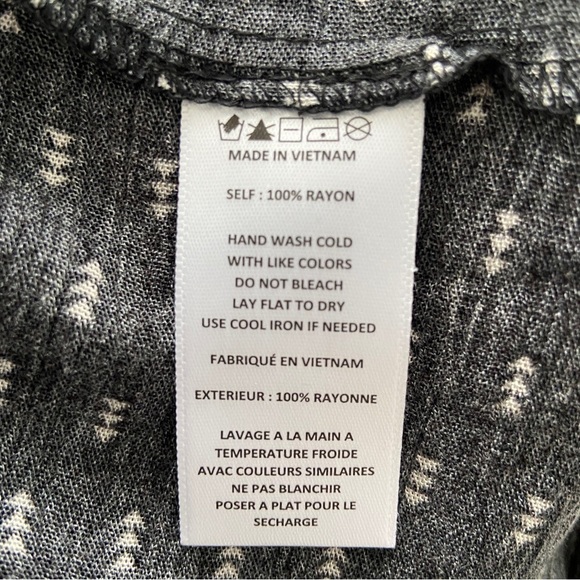 MADE IN VIETNAM
SELF : 100% RAYON
HAND WASH COLD
WITH LIKE COLORS
DO NOT BLEACH
LAY FLAT TO DRY
USE COOL IRON IF NEEDED
FABRIQUÉ EN VIETNAM
EXTERIEUR : 100% RAYONNE
LAVAGE A LA MAIN A
TEMPERATURE FROIDE
AVAC COULEURS SIMILAIRES
NE PAS BLANCHIR
POSER A PLAT POUR LE
SECHARGE